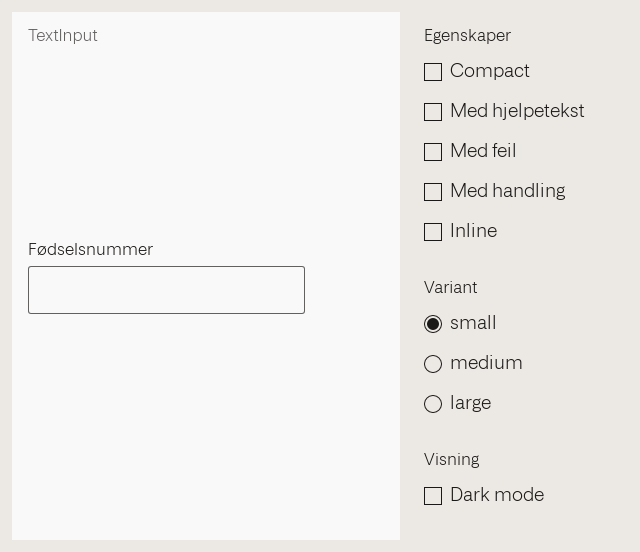 TextInput
Fødselsnummer
Egenskaper
Compact
Med hjelpetekst
Med feil
Med handling
Inline
Variant
small
medium
large
Visning
Dark mode